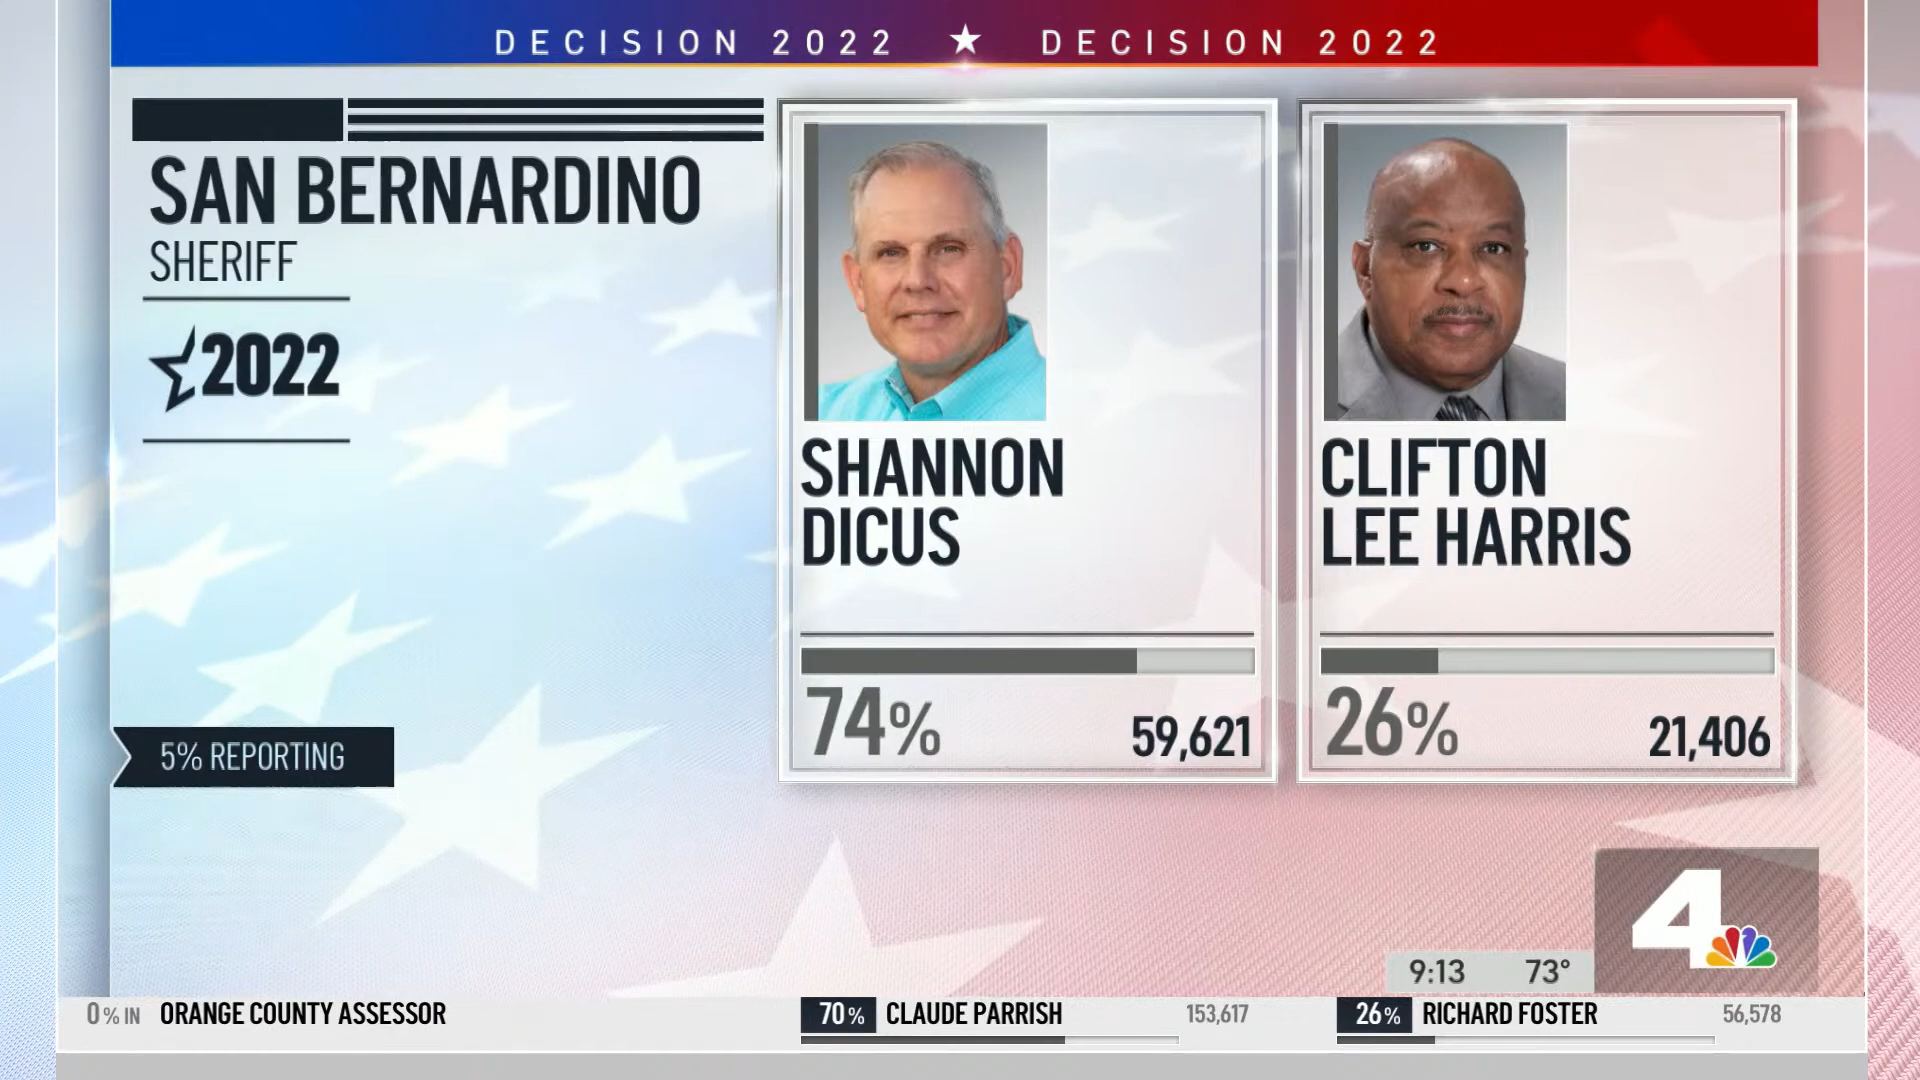 DECISION 2022 ★ DECISION 2022
SAN BERNARDINO
SHERIFF
2022
5% REPORTING
SHANNON
DICUS
74% 59,621
CLIFTON
LEE HARRIS
26% 21,406
4
9:13 73°
0% IN ORANGE COUNTY ASSESSOR 70% CLAUDE PARRISH 153,617 26% RICHARD FOSTER 56,578